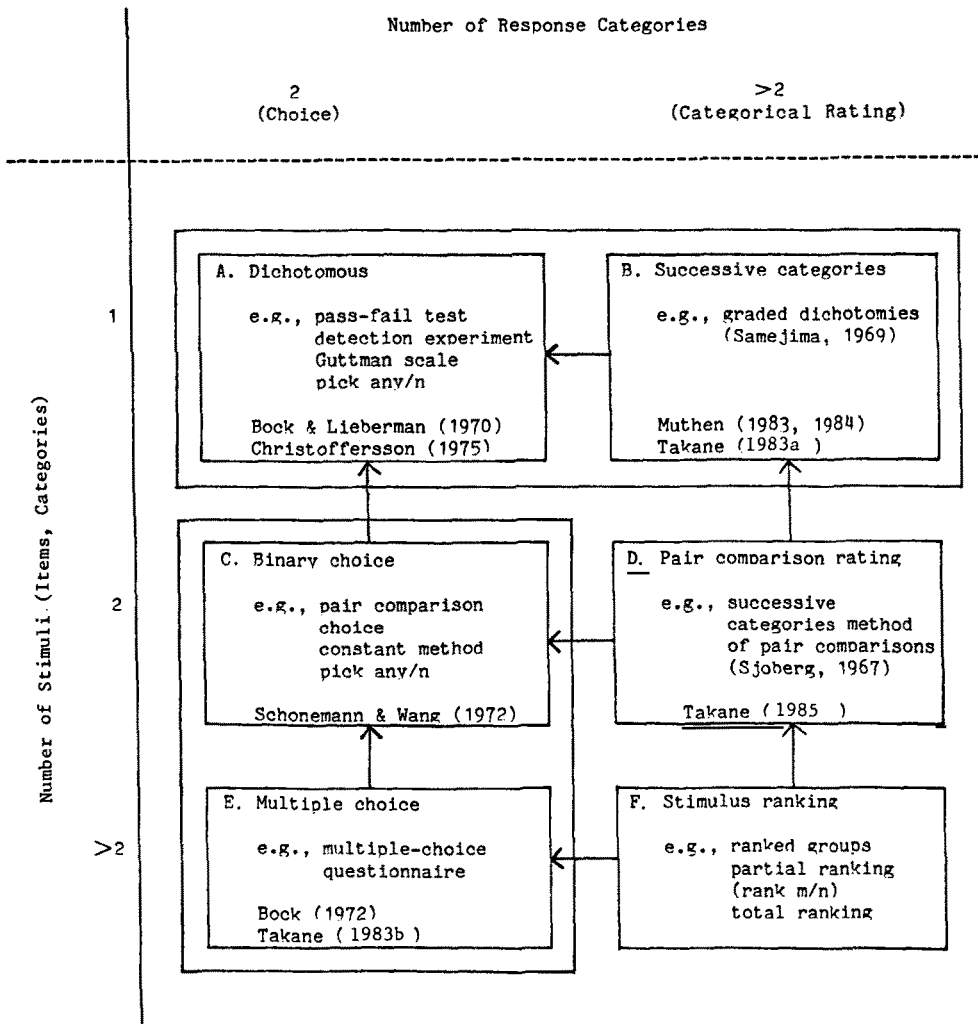 Number of Response Categories
2
(Choice)
>2
(Categorical Rating)
Number of Stimuli (Items, Categories)
1
A. Dichotomous
e.g., pass-fail test
detection experiment
Guttman scale
pick any/n
Bock & Lieberman (1970)
Christoffersson (1975)
B. Successive categories
e.g., graded dichotomies
(Samejima, 1969)
Muthen (1983, 1984)
Takane (1983a )
2
C. Binary choice
e.g., pair comparison
choice
constant method
pick any/n
Schonemann & Wang (1972)
D. Pair comparison rating
e.g., successive
categories method
of pair comparisons
(Sjoberg, 1967)
Takane (1985 )
>2
E. Multiple choice
e.g., multiple-choice
questionnaire
Bock (1972)
Takane (1983b )
F. Stimulus ranking
e.g., ranked groups
partial ranking
(rank m/n)
total ranking